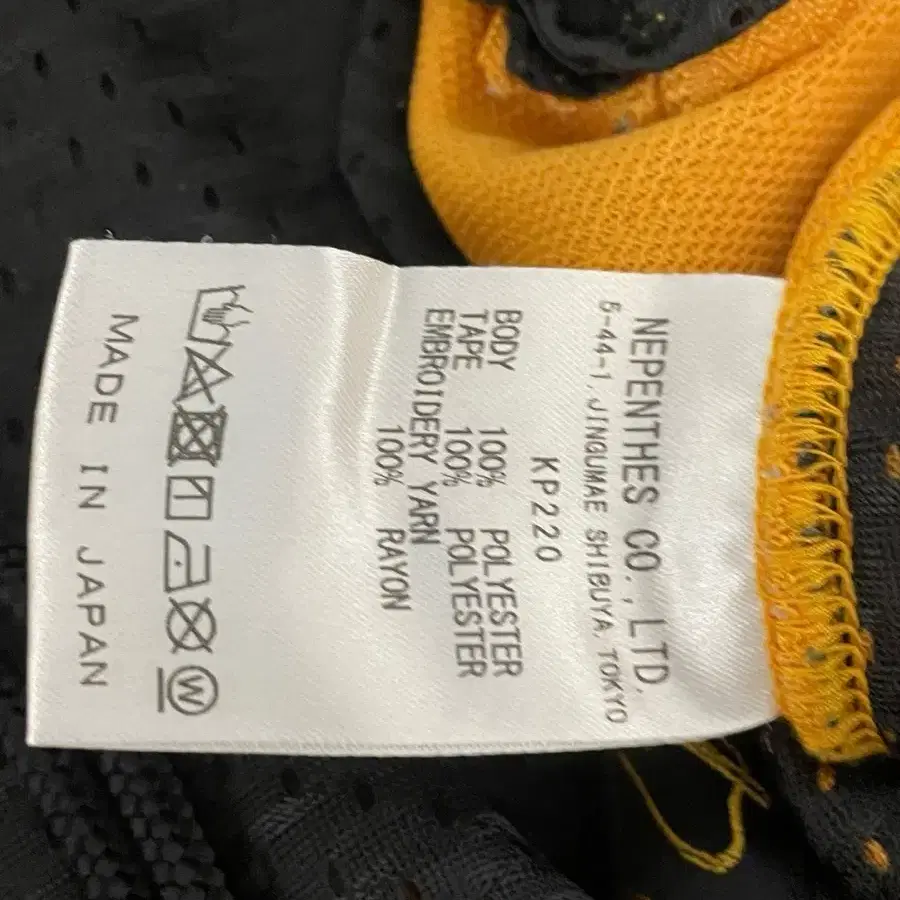 NEPENTHES CO.,LTD.
5-44-1, JINGUMAE SHIBUYA, TOKYO
KP220
BODY 100% POLYESTER
TAPE 100% POLYESTER
EMBROIDERY YARN
100% RAYON
W
MADE IN JAPAN